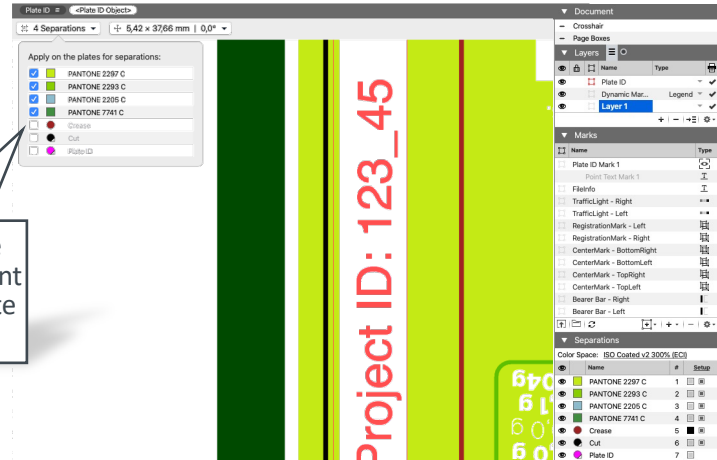 Plate ID = <Plate ID Object>
4 Separations 5,42 × 37,66 mm | 0,0°
Apply on the plates for separations:
PANTONE 2297 C
PANTONE 2293 C
PANTONE 2205 C
PANTONE 7741 C
Crease
Cut
Plate ID
Project ID: 123_45
Document
Crosshair
Page Boxes
Layers
Name Type
Plate ID
Dynamic Mar... Legend
Layer 1
Marks
Name Type
Plate ID Mark 1
Point Text Mark 1
FileInfo
TrafficLight - Right
TrafficLight - Left
RegistrationMark - Left
RegistrationMark - Right
CenterMark - BottomRight
CenterMark - BottomLeft
CenterMark - TopRight
CenterMark - TopLeft
Bearer Bar - Right
Bearer Bar - Left
Separations
Color Space: ISO Coated v2 300% (ECI)
Name # Setup
PANTONE 2297 C 1
PANTONE 2293 C 2
PANTONE 2205 C 3
PANTONE 7741 C 4
Crease 5
Cut 6
Plate ID 7